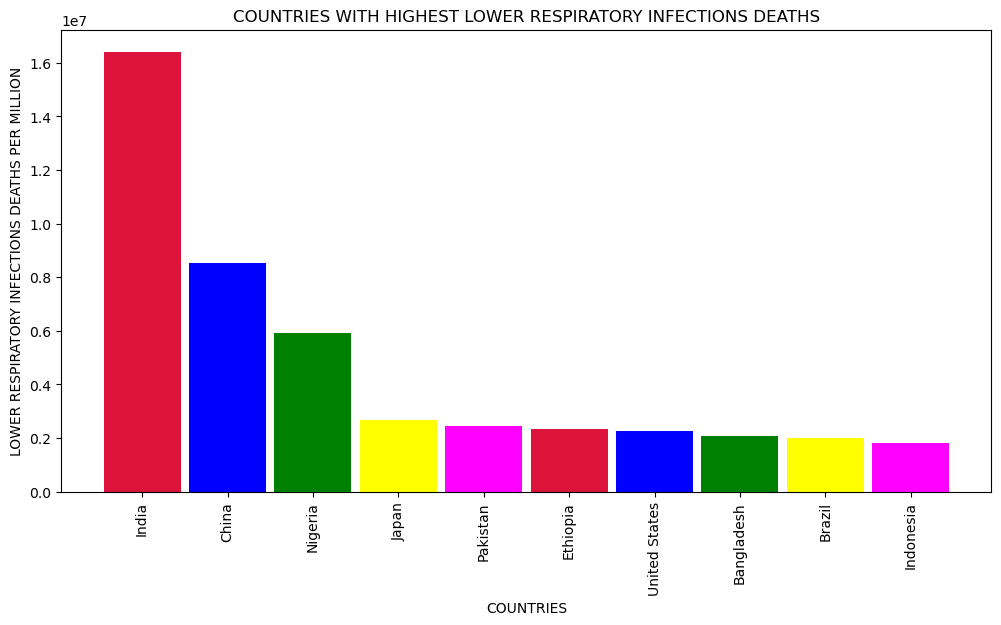 COUNTRIES WITH HIGHEST LOWER RESPIRATORY INFECTIONS DEATHS
1e7
LOWER RESPIRATORY INFECTIONS DEATHS PER MILLION
1.6
1.4
1.2
1.0
0.8
0.6
0.4
0.2
0.0
India
China
Nigeria
Japan
Pakistan
Ethiopia
United States
Bangladesh
Brazil
Indonesia
COUNTRIES